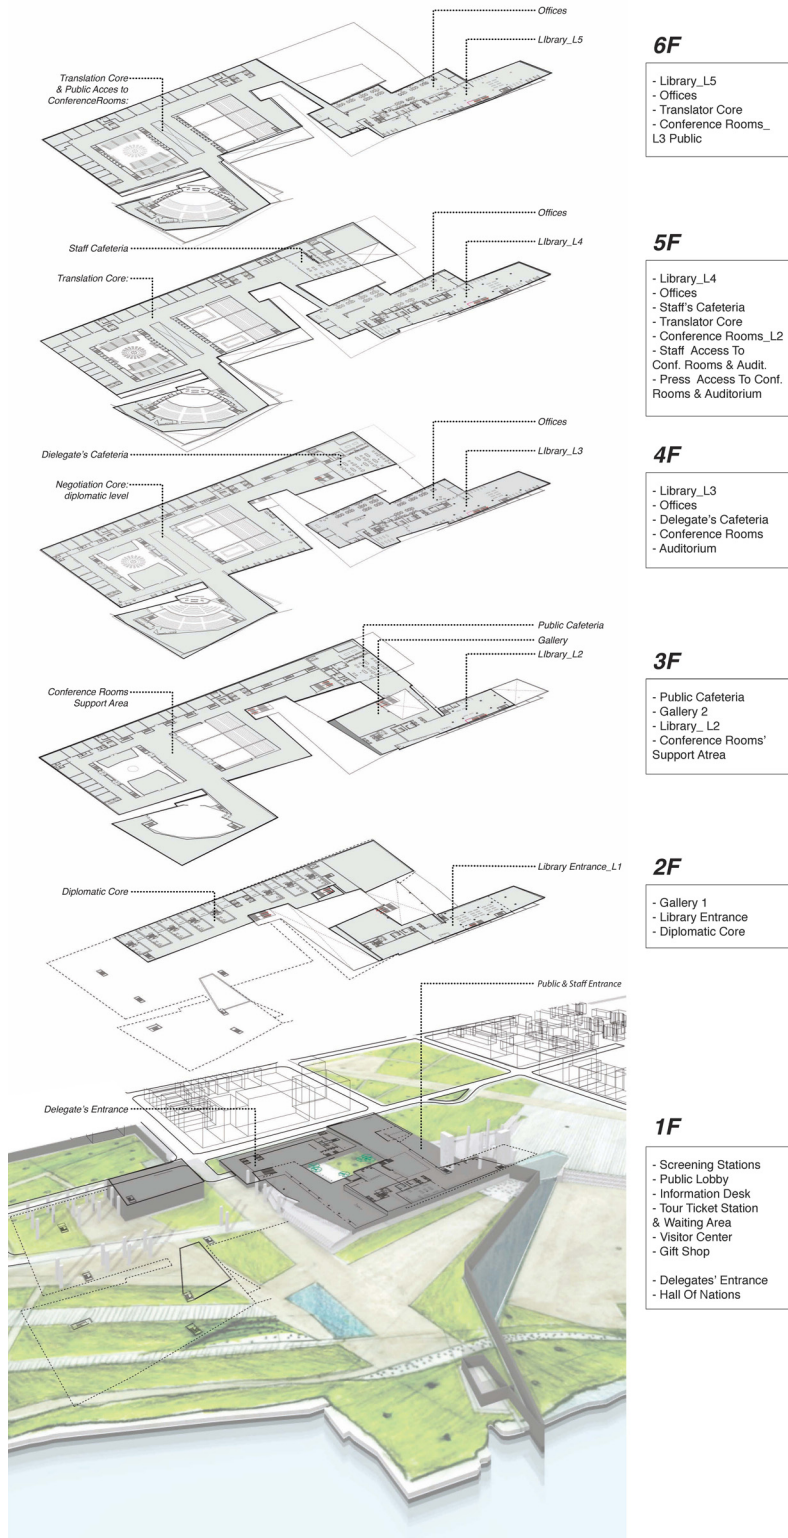 Offices
LIbrary_L5
Translation Core
& Public Acces to
ConferenceRooms:
6F
- Library_L5
- Offices
- Translator Core
- Conference Rooms_
L3 Public
Offices
LIbrary_L4
Staff Cafeteria
Translation Core:
5F
- Library_L4
- Offices
- Staff's Cafeteria
- Translator Core
- Conference Rooms_L2
- Staff Access To
Conf. Rooms & Audit.
- Press Access To Conf.
Rooms & Auditorium
Offices
LIbrary_L3
Dielegate's Cafeteria
Negotiation Core:
diplomatic level
4F
- Library_L3
- Offices
- Delegate's Cafeteria
- Conference Rooms
- Auditorium
Public Cafeteria
Gallery
LIbrary_L2
Conference Rooms
Support Area
3F
- Public Cafeteria
- Gallery 2
- Library_ L2
- Conference Rooms'
Support Atrea
Library Entrance_L1
Diplomatic Core
2F
- Gallery 1
- Library Entrance
- Diplomatic Core
Public & Staff Entrance
Delegate's Entrance
1F
- Screening Stations
- Public Lobby
- Information Desk
- Tour Ticket Station
& Waiting Area
- Visitor Center
- Gift Shop
- Delegates' Entrance
- Hall Of Nations